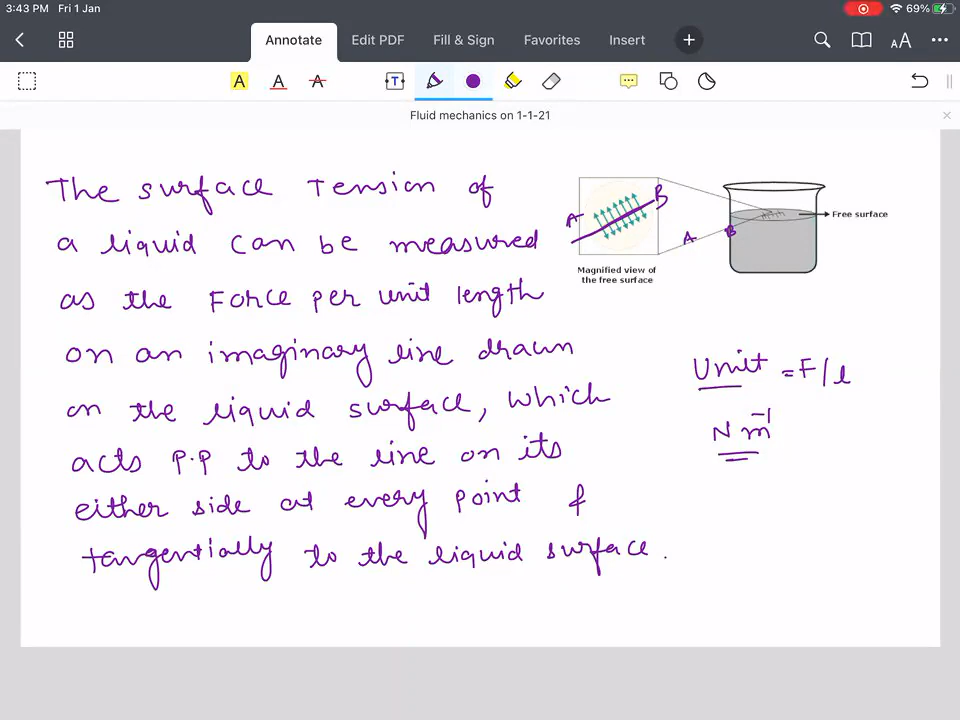 3:43 PM Fri 1 Jan
69%
Annotate Edit PDF Fill & Sign Favorites Insert
A A A T
AA
Fluid mechanics on 1-1-21
The surface Tension of
a liquid can be measured
as the Force per unit length
on an imaginary line drawn
on the liquid surface, which
acts P.P to the line on its
either side at every point &
tangentially to the liquid surface.
A B
A B
Free surface
Magnified view of
the free surface
Unit = F/l
N m⁻¹